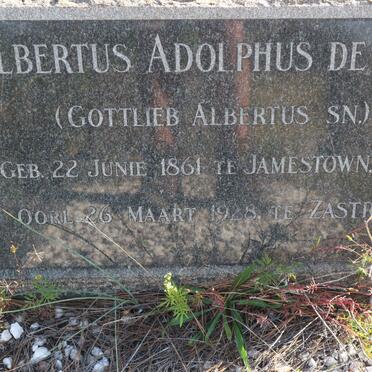 LBERTUS ADOLPHUS DE
(GOTTLIEB ALBERTUS SN.)
GEB. 22 JUNIE 1861 TE JAMESTOWN,
OORL. 26 MAART 1928, TE ZASTR